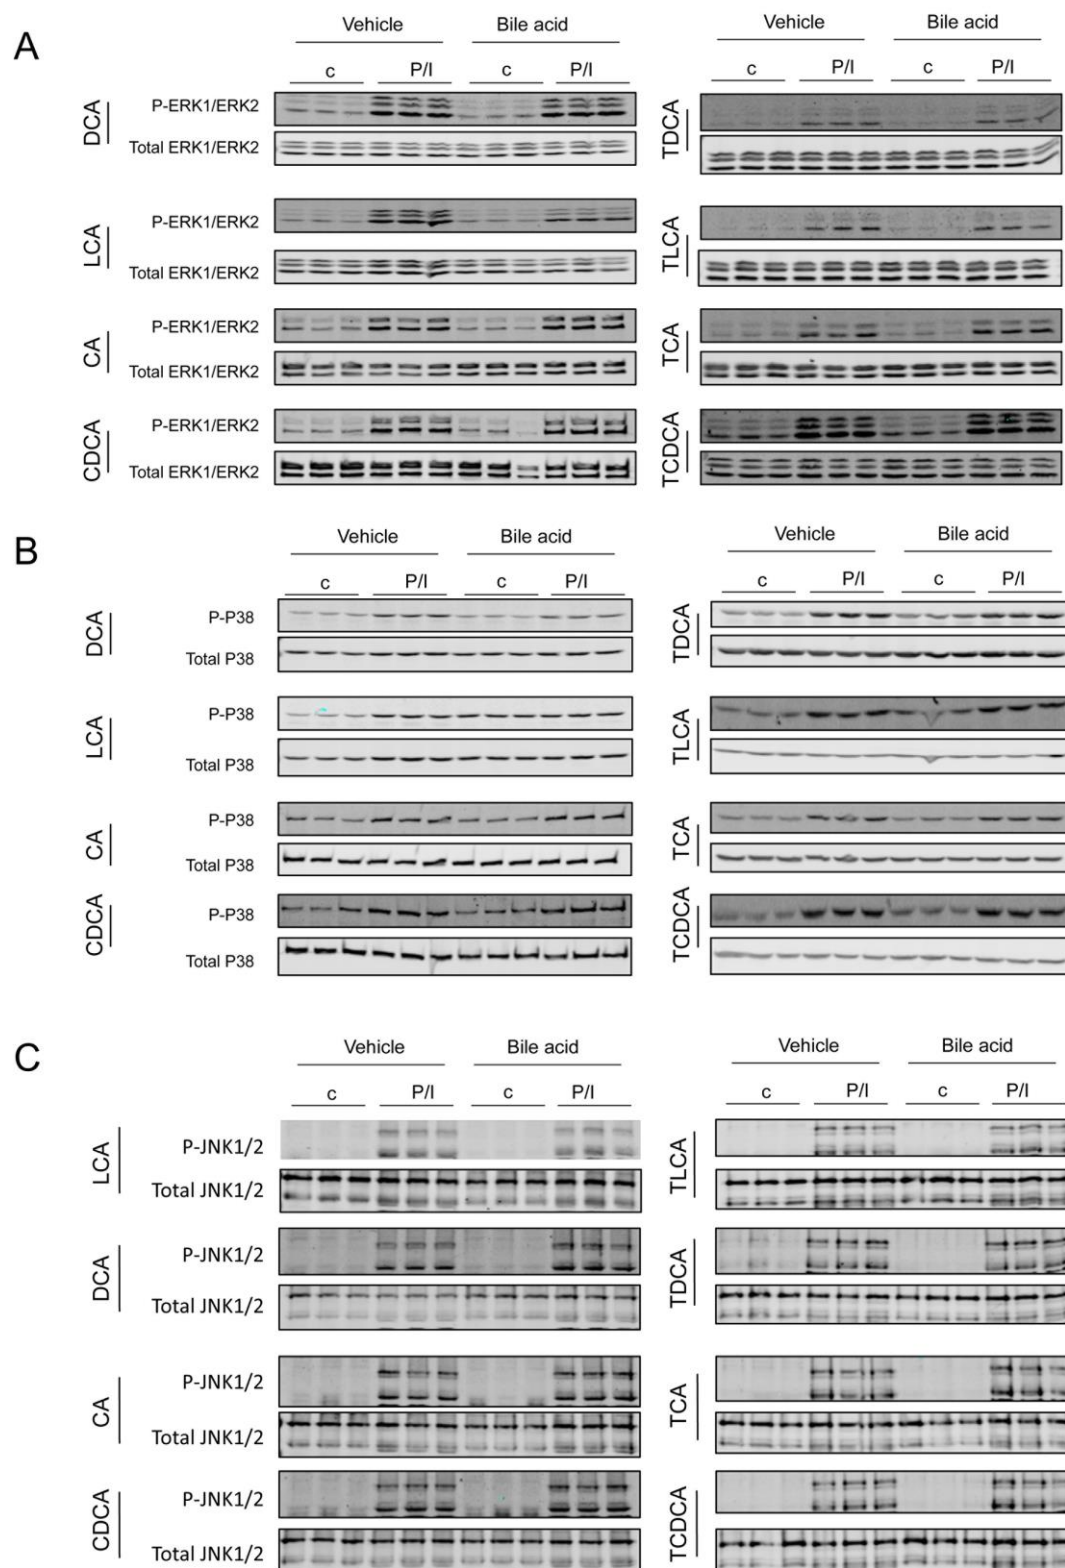 A
Vehicle Bile acid Vehicle Bile acid
c P/I c P/I c P/I c P/I
DCA P-ERK1/ERK2 TDCA
Total ERK1/ERK2
LCA P-ERK1/ERK2 TLCA
Total ERK1/ERK2
CA P-ERK1/ERK2 TCA
Total ERK1/ERK2
CDCA P-ERK1/ERK2 TCDCA
Total ERK1/ERK2
B
Vehicle Bile acid Vehicle Bile acid
c P/I c P/I c P/I c P/I
DCA P-P38 TDCA
Total P38
LCA P-P38 TLCA
Total P38
CA P-P38 TCA
Total P38
CDCA P-P38 TCDCA
Total P38
C
Vehicle Bile acid Vehicle Bile acid
c P/I c P/I c P/I c P/I
LCA P-JNK1/2 TLCA
Total JNK1/2
DCA P-JNK1/2 TDCA
Total JNK1/2
CA P-JNK1/2 TCA
Total JNK1/2
CDCA P-JNK1/2 TCDCA
Total JNK1/2